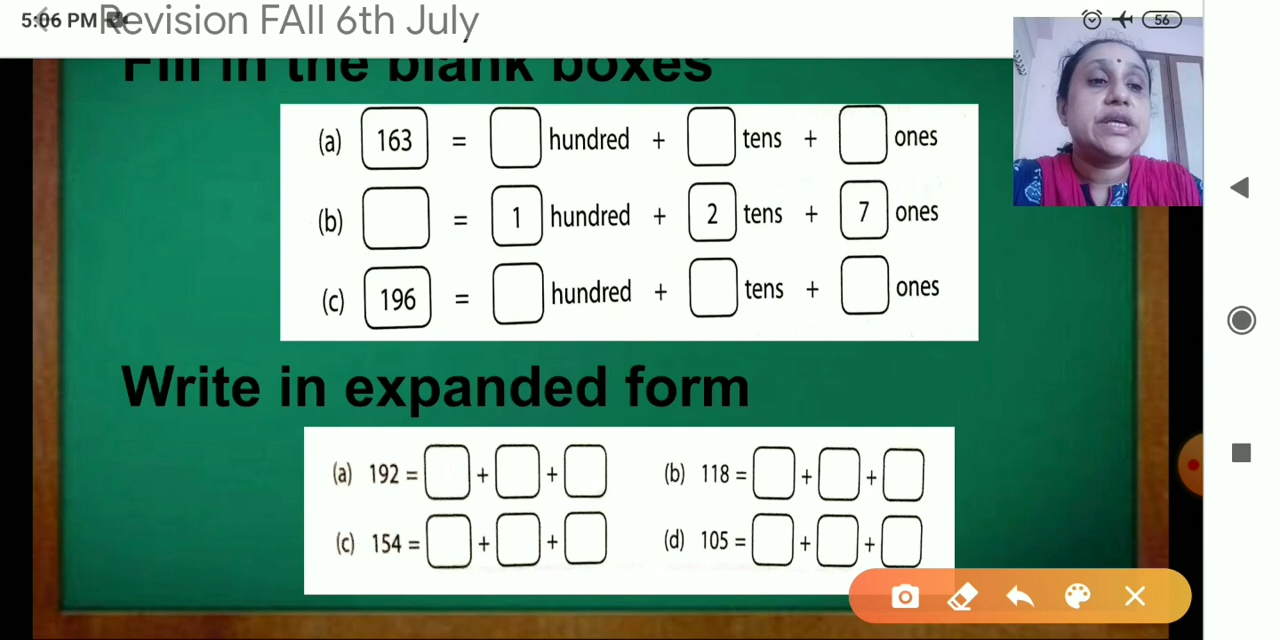 5:06 PM Revision FAII 6th July 56
Fill in the blank boxes
(a) 163 = hundred + tens + ones
(b) = 1 hundred + 2 tens + 7 ones
(c) 196 = hundred + tens + ones
Write in expanded form
(a) 192 = + + (b) 118 = + +
(c) 154 = + + (d) 105 = + +